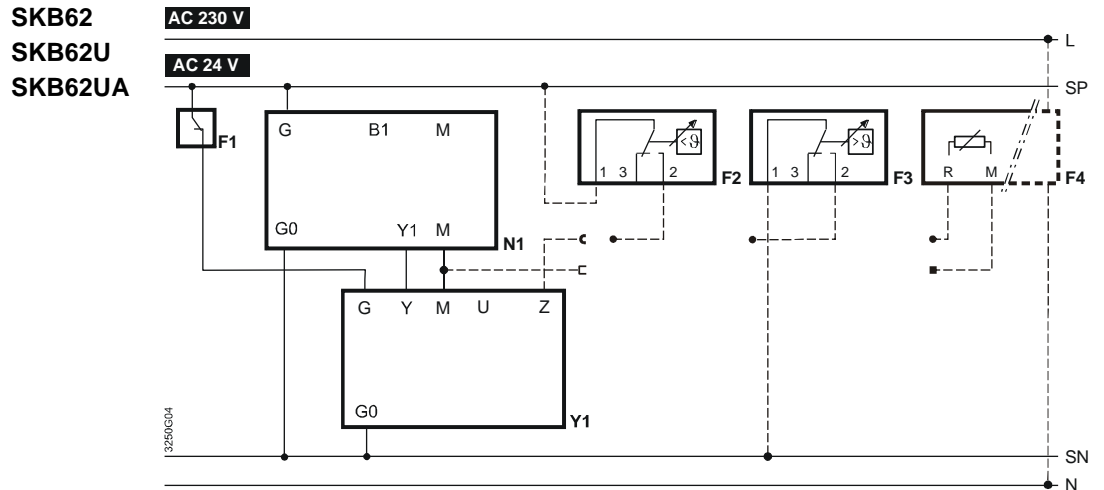 SKB62
SKB62U
SKB62UA
AC 230 V
L
AC 24 V
SP
F1
G B1 M
G0 Y1 M
N1
1 3 2
<ϑ
F2
1 3 2
>ϑ
F3
R M
F4
G Y M U Z
G0
Y1
3250G04
SN
N